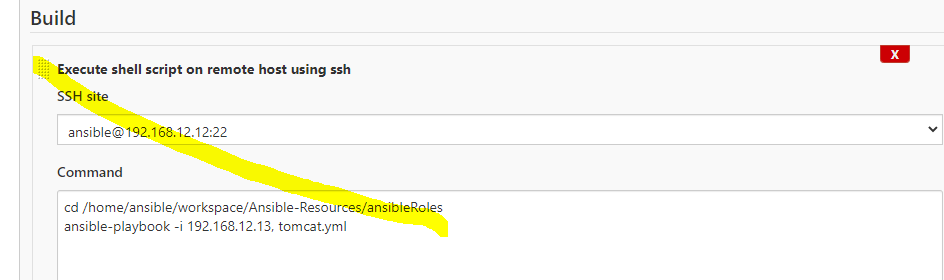 Build
X
Execute shell script on remote host using ssh
SSH site
ansible@192.168.12.12:22
Command
cd /home/ansible/workspace/Ansible-Resources/ansibleRoles
ansible-playbook -i 192.168.12.13, tomcat.yml